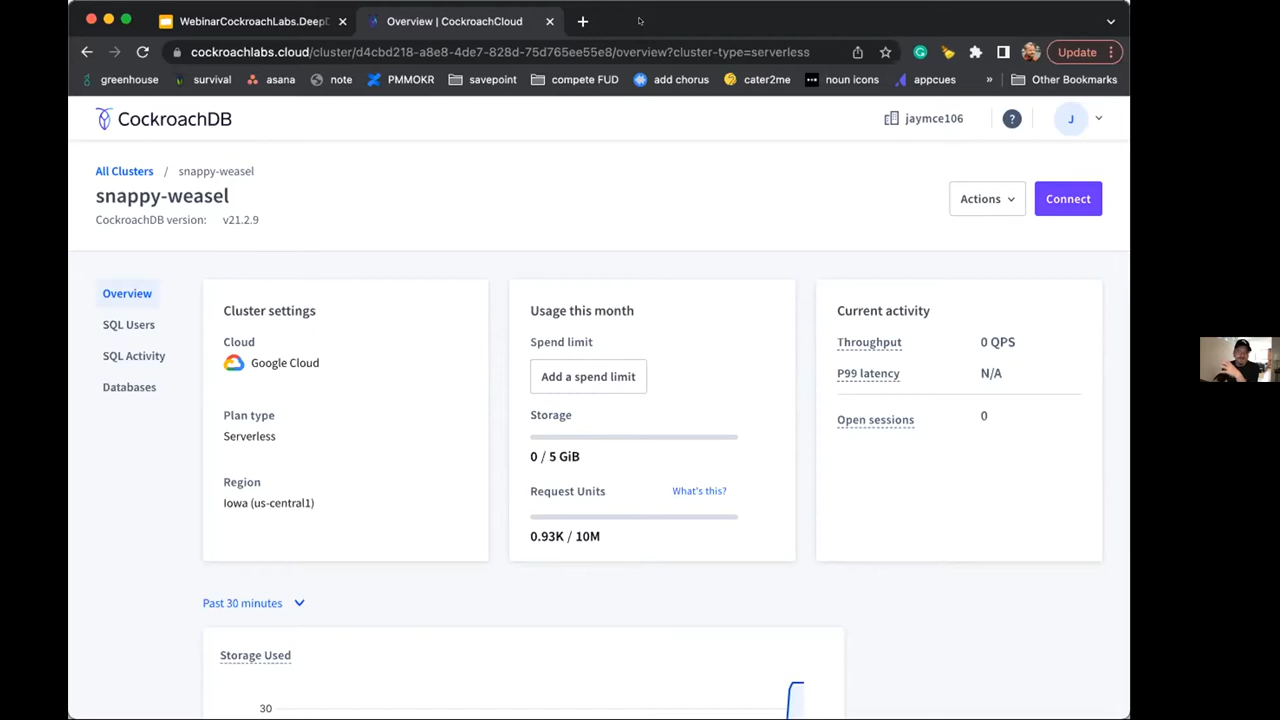 WebinarCockroachLabs.DeepD
Overview | CockroachCloud
cockroachlabs.cloud/cluster/d4cbd218-a8e8-4de7-828d-75d765ee55e8/overview?cluster-type=serverless
Update
greenhouse survival asana note PMMOKR savepoint compete FUD add chorus cater2me noun icons appcues » Other Bookmarks
CockroachDB
jaymce106 ? J
All Clusters / snappy-weasel
snappy-weasel
CockroachDB version: v21.2.9
Actions Connect
Overview
SQL Users
SQL Activity
Databases
Cluster settings
Cloud
Google Cloud
Plan type
Serverless
Region
Iowa (us-central1)
Usage this month
Spend limit
Add a spend limit
Storage
0 / 5 GiB
Request Units What's this?
0.93K / 10M
Current activity
Throughput 0 QPS
P99 latency N/A
Open sessions 0
Past 30 minutes
Storage Used
30